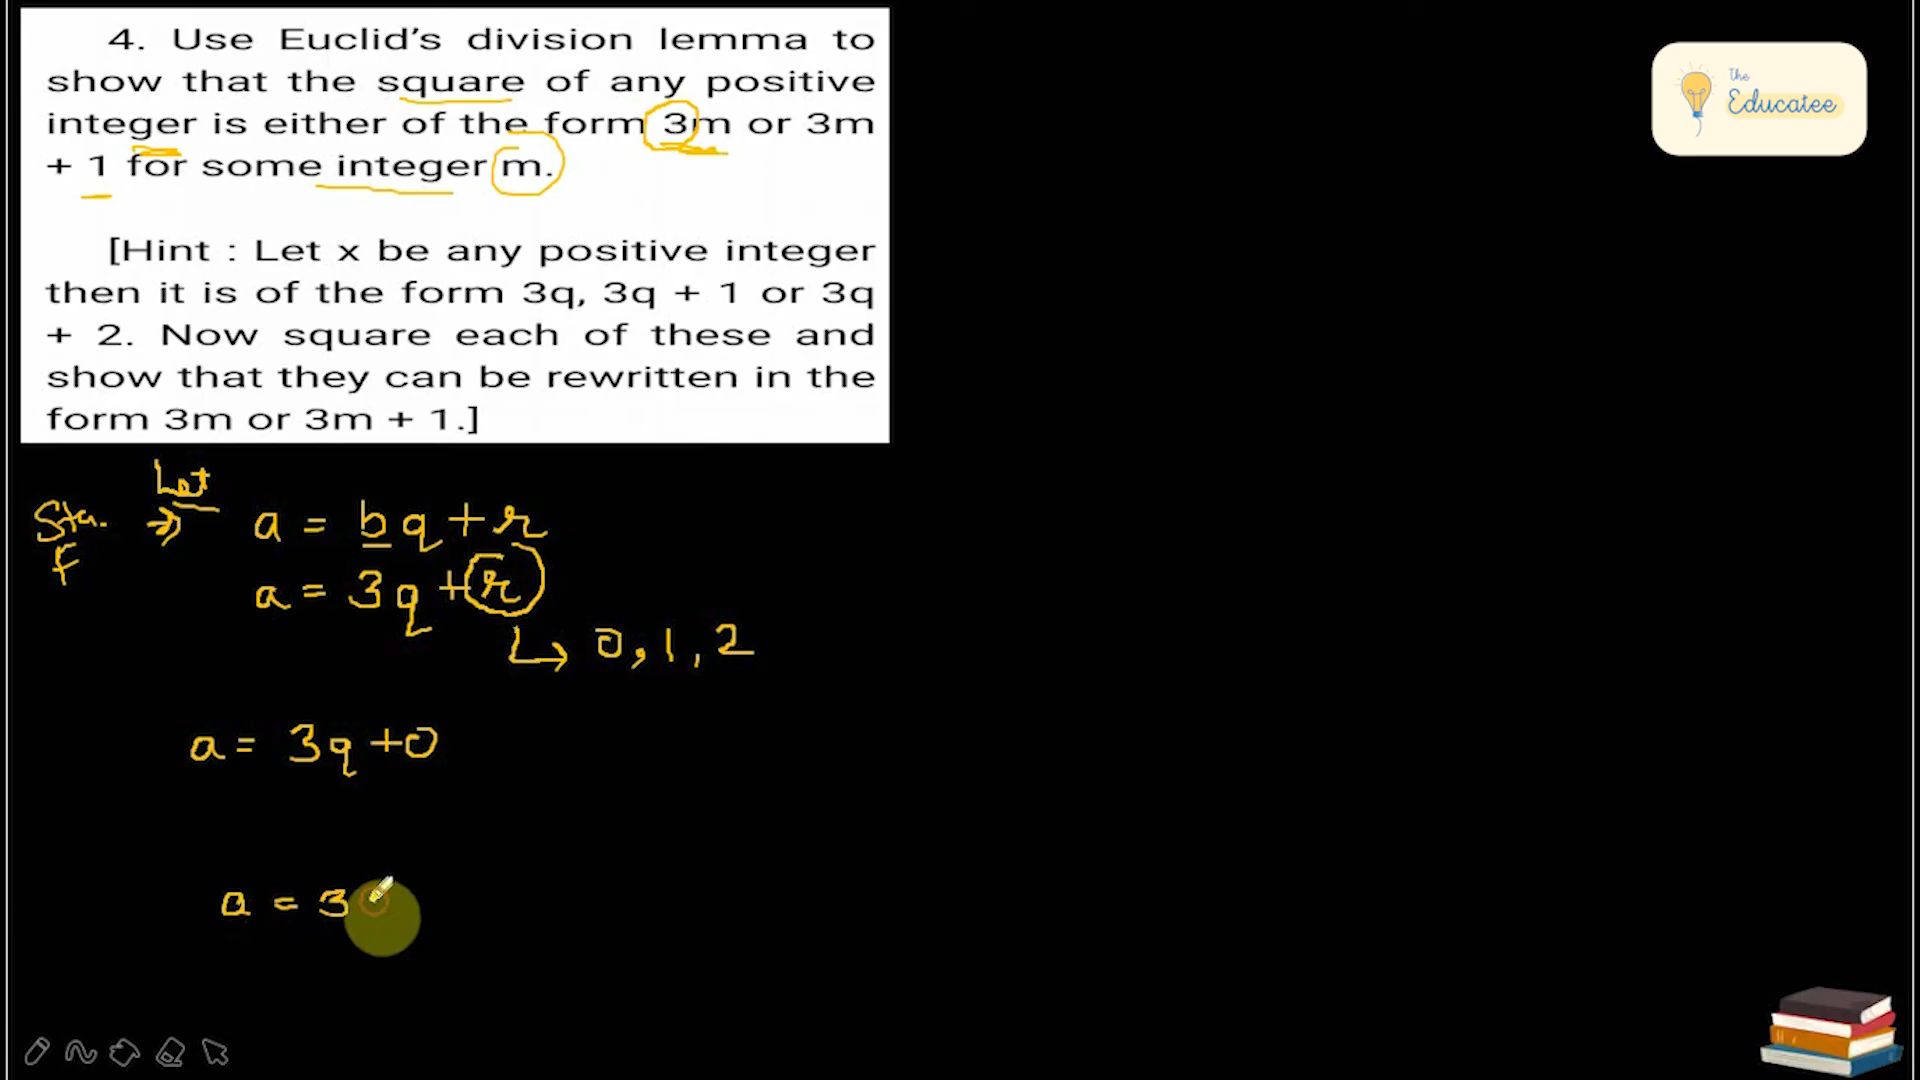 4. Use Euclid’s division lemma to
show that the square of any positive
integer is either of the form 3m or 3m
+ 1 for some integer m.
[Hint : Let x be any positive integer
then it is of the form 3q, 3q + 1 or 3q
+ 2. Now square each of these and
show that they can be rewritten in the
form 3m or 3m + 1.]
The
Educatee
Let
Sta. ⇒ a = bq + r
F
a = 3q + r
↳ 0, 1, 2
a = 3q + 0
a = 3